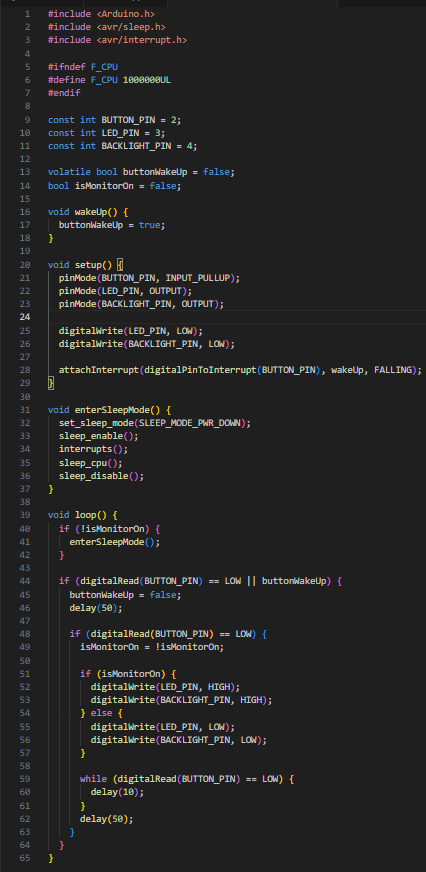 1 #include <Arduino.h>
2 #include <avr/sleep.h>
3 #include <avr/interrupt.h>
4
5 #ifndef F_CPU
6 #define F_CPU 1000000UL
7 #endif
8
9 const int BUTTON_PIN = 2;
10 const int LED_PIN = 3;
11 const int BACKLIGHT_PIN = 4;
12
13 volatile bool buttonWakeUp = false;
14 bool isMonitorOn = false;
15
16 void wakeUp() {
17   buttonWakeUp = true;
18 }
19
20 void setup() {
21   pinMode(BUTTON_PIN, INPUT_PULLUP);
22   pinMode(LED_PIN, OUTPUT);
23   pinMode(BACKLIGHT_PIN, OUTPUT);
24
25   digitalWrite(LED_PIN, LOW);
26   digitalWrite(BACKLIGHT_PIN, LOW);
27
28   attachInterrupt(digitalPinToInterrupt(BUTTON_PIN), wakeUp, FALLING);
29 }
30
31 void enterSleepMode() {
32   set_sleep_mode(SLEEP_MODE_PWR_DOWN);
33   sleep_enable();
34   interrupts();
35   sleep_cpu();
36   sleep_disable();
37 }
38
39 void loop() {
40   if (!isMonitorOn) {
41     enterSleepMode();
42   }
43
44   if (digitalRead(BUTTON_PIN) == LOW || buttonWakeUp) {
45     buttonWakeUp = false;
46     delay(50);
47
48     if (digitalRead(BUTTON_PIN) == LOW) {
49       isMonitorOn = !isMonitorOn;
50
51       if (isMonitorOn) {
52         digitalWrite(LED_PIN, HIGH);
53         digitalWrite(BACKLIGHT_PIN, HIGH);
54       } else {
55         digitalWrite(LED_PIN, LOW);
56         digitalWrite(BACKLIGHT_PIN, LOW);
57       }
58
59       while (digitalRead(BUTTON_PIN) == LOW) {
60         delay(10);
61       }
62       delay(50);
63     }
64   }
65 }